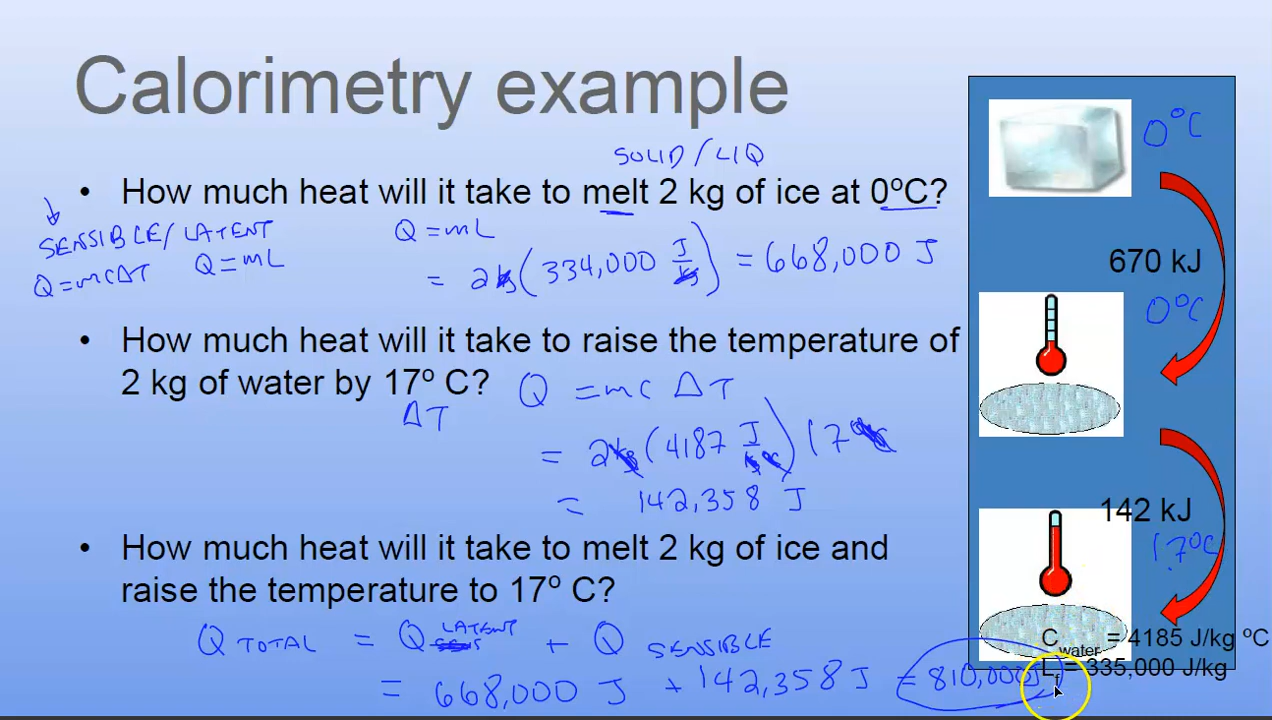 Calorimetry example
SOLID / LIQ
• How much heat will it take to melt 2 kg of ice at 0ºC?
SENSIBLE / LATENT
Q = mCΔT Q = mL
Q = mL
= 2kg (334,000 J/kg) = 668,000 J
• How much heat will it take to raise the temperature of
2 kg of water by 17º C?
ΔT
Q = mC ΔT
= 2kg (4187 J/kg°C) 17°C
= 142,358 J
• How much heat will it take to melt 2 kg of ice and
raise the temperature to 17º C?
Q TOTAL = Q LATENT + Q SENSIBLE
= 668,000 J + 142,358 J = 810,000J
0°C
670 kJ
0°C
142 kJ
17°C
Cwater = 4185 J/kg ºC
Lf = 335,000 J/kg